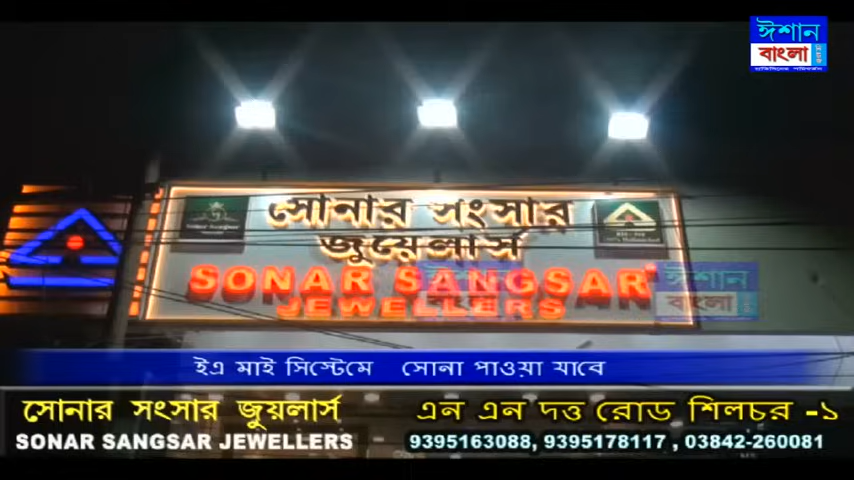 ঈশান
বাংলা
সোনার সংসার
জুয়েলার্স
SONAR SANGSAR
JEWELLERS
ঈশান
বাংলা
ইএ মাই সিস্টেমে সোনা পাওয়া যাবে
সোনার সংসার জুয়লার্স এন এন দত্ত রোড শিলচর -১
SONAR SANGSAR JEWELLERS 9395163088, 9395178117 , 03842-260081